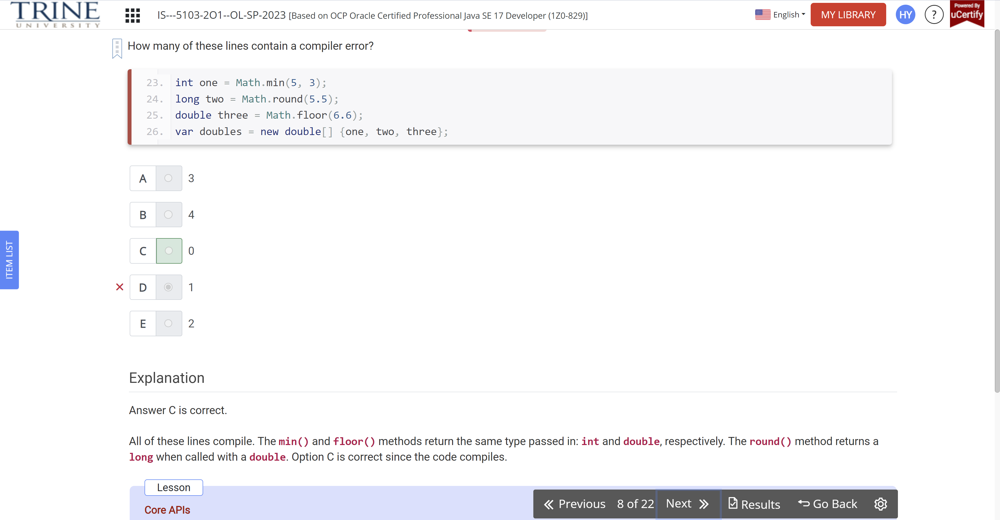 TRINE
UNIVERSITY
IS---5103-2O1--OL-SP-2023 [Based on OCP Oracle Certified Professional Java SE 17 Developer (1Z0-829)]
English
MY LIBRARY
HY
?
Powered By
uCertify
How many of these lines contain a compiler error?
23. int one = Math.min(5, 3);
24. long two = Math.round(5.5);
25. double three = Math.floor(6.6);
26. var doubles = new double[] {one, two, three};
A 3
B 4
C 0
D 1
E 2
ITEM LIST
Explanation
Answer C is correct.
All of these lines compile. The min() and floor() methods return the same type passed in: int and double, respectively. The round() method returns a
long when called with a double. Option C is correct since the code compiles.
Lesson
Core APIs
Previous 8 of 22 Next Results Go Back